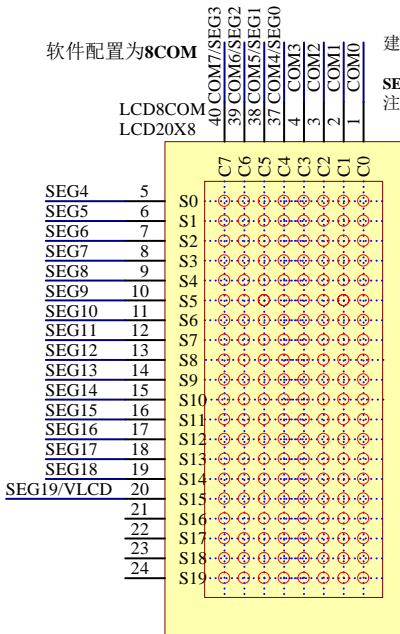 软件配置为8COM
建
SE
注
LCD8COM
LCD20X8
40 COM7/SEG3
39 COM6/SEG2
38 COM5/SEG1
37 COM4/SEG0
4 COM3
3 COM2
2 COM1
1 COM0
C7 C6 C5 C4 C3 C2 C1 C0
SEG4 5 S0
SEG5 6 S1
SEG6 7 S2
SEG7 8 S3
SEG8 9 S4
SEG9 10 S5
SEG10 11 S6
SEG11 12 S7
SEG12 13 S8
SEG13 14 S9
SEG14 15 S10
SEG15 16 S11
SEG16 17 S12
SEG17 18 S13
SEG18 19 S14
SEG19/VLCD 20 S15
21 S16
22 S17
23 S18
24 S19